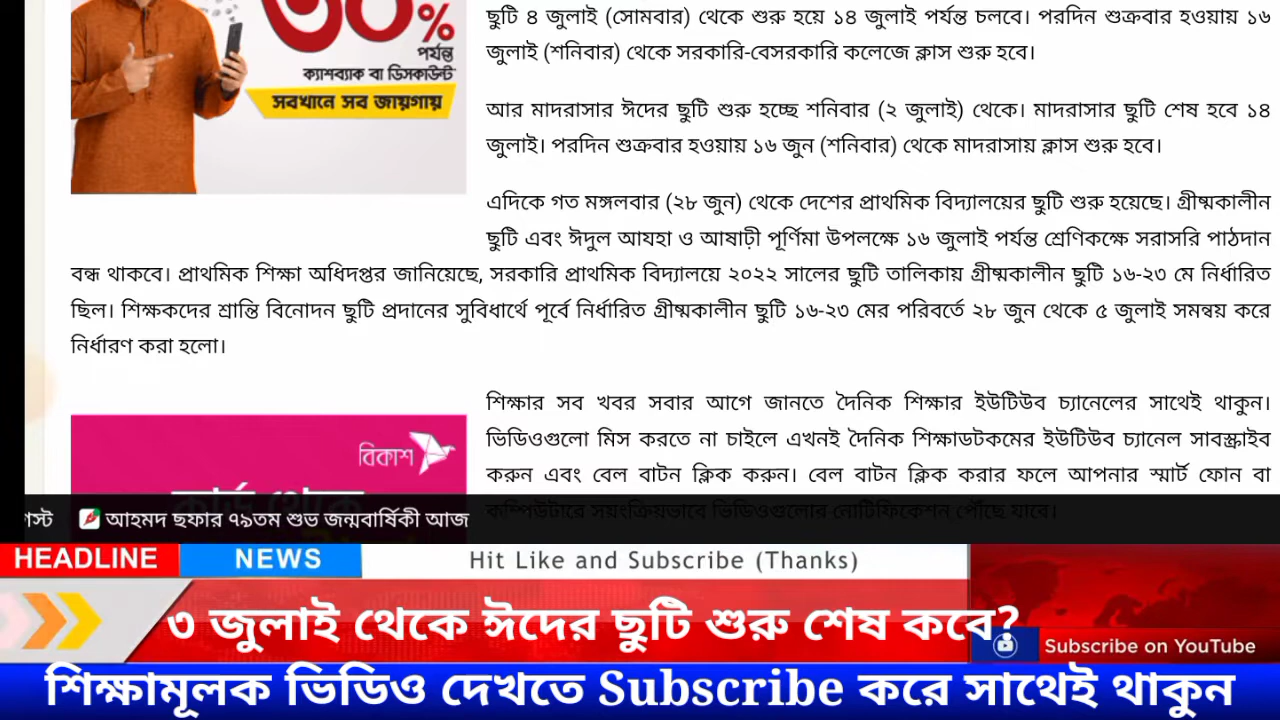 ৩০%
পর্যন্ত
ক্যাশব্যাক বা ডিসকাউন্ট
সবখানে সব জায়গায়
ছুটি ৪ জুলাই (সোমবার) থেকে শুরু হয়ে ১৪ জুলাই পর্যন্ত চলবে। পরদিন শুক্রবার হওয়ায় ১৬
জুলাই (শনিবার) থেকে সরকারি-বেসরকারি কলেজে ক্লাস শুরু হবে।
আর মাদরাসার ঈদের ছুটি শুরু হচ্ছে শনিবার (২ জুলাই) থেকে। মাদরাসার ছুটি শেষ হবে ১৪
জুলাই। পরদিন শুক্রবার হওয়ায় ১৬ জুন (শনিবার) থেকে মাদরাসায় ক্লাস শুরু হবে।
এদিকে গত মঙ্গলবার (২৮ জুন) থেকে দেশের প্রাথমিক বিদ্যালয়ের ছুটি শুরু হয়েছে। গ্রীষ্মকালীন
ছুটি এবং ঈদুল আযহা ও আষাঢ়ী পূর্ণিমা উপলক্ষে ১৬ জুলাই পর্যন্ত শ্রেণিকক্ষে সরাসরি পাঠদান
বন্ধ থাকবে। প্রাথমিক শিক্ষা অধিদপ্তর জানিয়েছে, সরকারি প্রাথমিক বিদ্যালয়ে ২০২২ সালের ছুটি তালিকায় গ্রীষ্মকালীন ছুটি ১৬-২৩ মে নির্ধারিত
ছিল। শিক্ষকদের শ্রান্তি বিনোদন ছুটি প্রদানের সুবিধার্থে পূর্বে নির্ধারিত গ্রীষ্মকালীন ছুটি ১৬-২৩ মের পরিবর্তে ২৮ জুন থেকে ৫ জুলাই সমন্বয় করে
নির্ধারণ করা হলো।
শিক্ষার সব খবর সবার আগে জানতে দৈনিক শিক্ষার ইউটিউব চ্যানেলের সাথেই থাকুন।
ভিডিওগুলো মিস করতে না চাইলে এখনই দৈনিক শিক্ষাডটকমের ইউটিউব চ্যানেল সাবস্ক্রাইব
করুন এবং বেল বাটন ক্লিক করুন। বেল বাটন ক্লিক করার ফলে আপনার স্মার্ট ফোন বা
কম্পিউটারে সয়ংক্রিয়ভাবে ভিডিওগুলোর নোটিফিকেশন পৌঁছে যাবে।
বিকাশ
কার্ড থেকে
আহমদ ছফার ৭৯তম শুভ জন্মবার্ষিকী আজ
HEADLINE NEWS Hit Like and Subscribe (Thanks)
৩ জুলাই থেকে ঈদের ছুটি শুরু শেষ কবে?
Subscribe on YouTube
শিক্ষামূলক ভিডিও দেখতে Subscribe করে সাথেই থাকুন